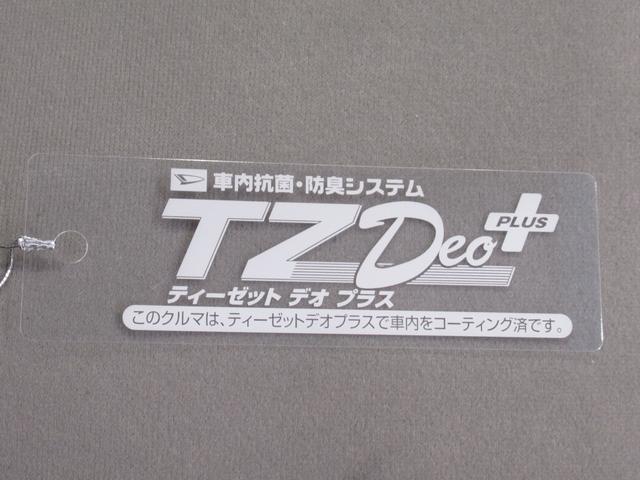 車内抗菌・防臭システム
TZ Deo PLUS
ティーゼット デオ プラス
このクルマは、ティーゼットデオプラスで車内をコーティング済です。